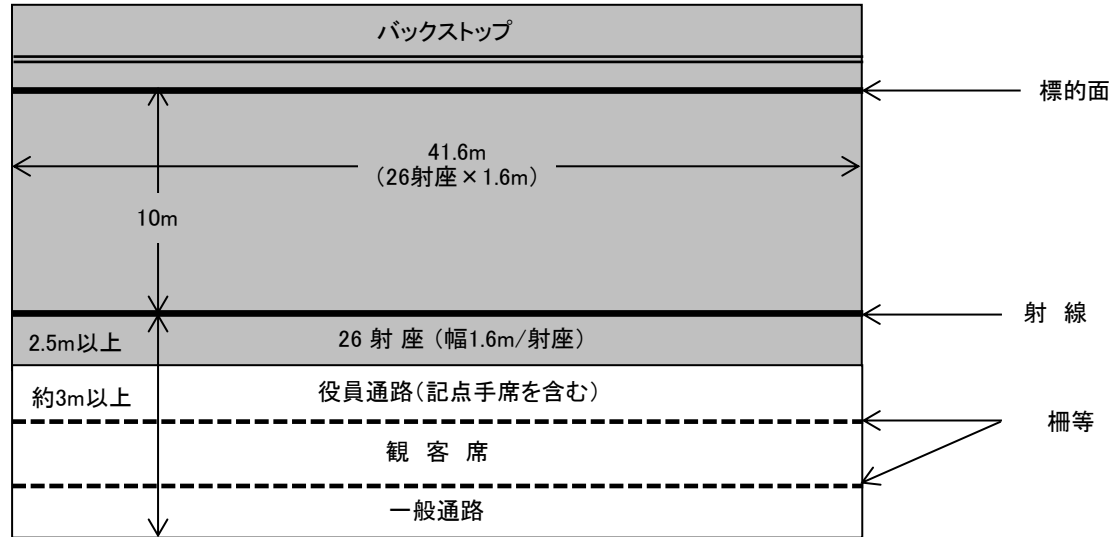 バックストップ
標的面
41.6m
（26射座×1.6m）
10m
射 線
2.5m以上
26 射 座 （幅1.6m/射座）
約3m以上
役員通路（記点手席を含む）
柵等
観 客 席
一般通路